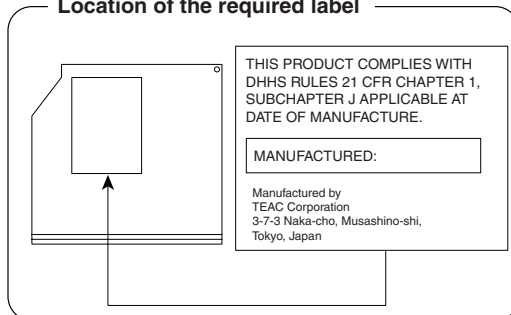 Location of the required label
THIS PRODUCT COMPLIES WITH
DHHS RULES 21 CFR CHAPTER 1,
SUBCHAPTER J APPLICABLE AT
DATE OF MANUFACTURE.
MANUFACTURED:
Manufactured by
TEAC Corporation
3-7-3 Naka-cho, Musashino-shi,
Tokyo, Japan